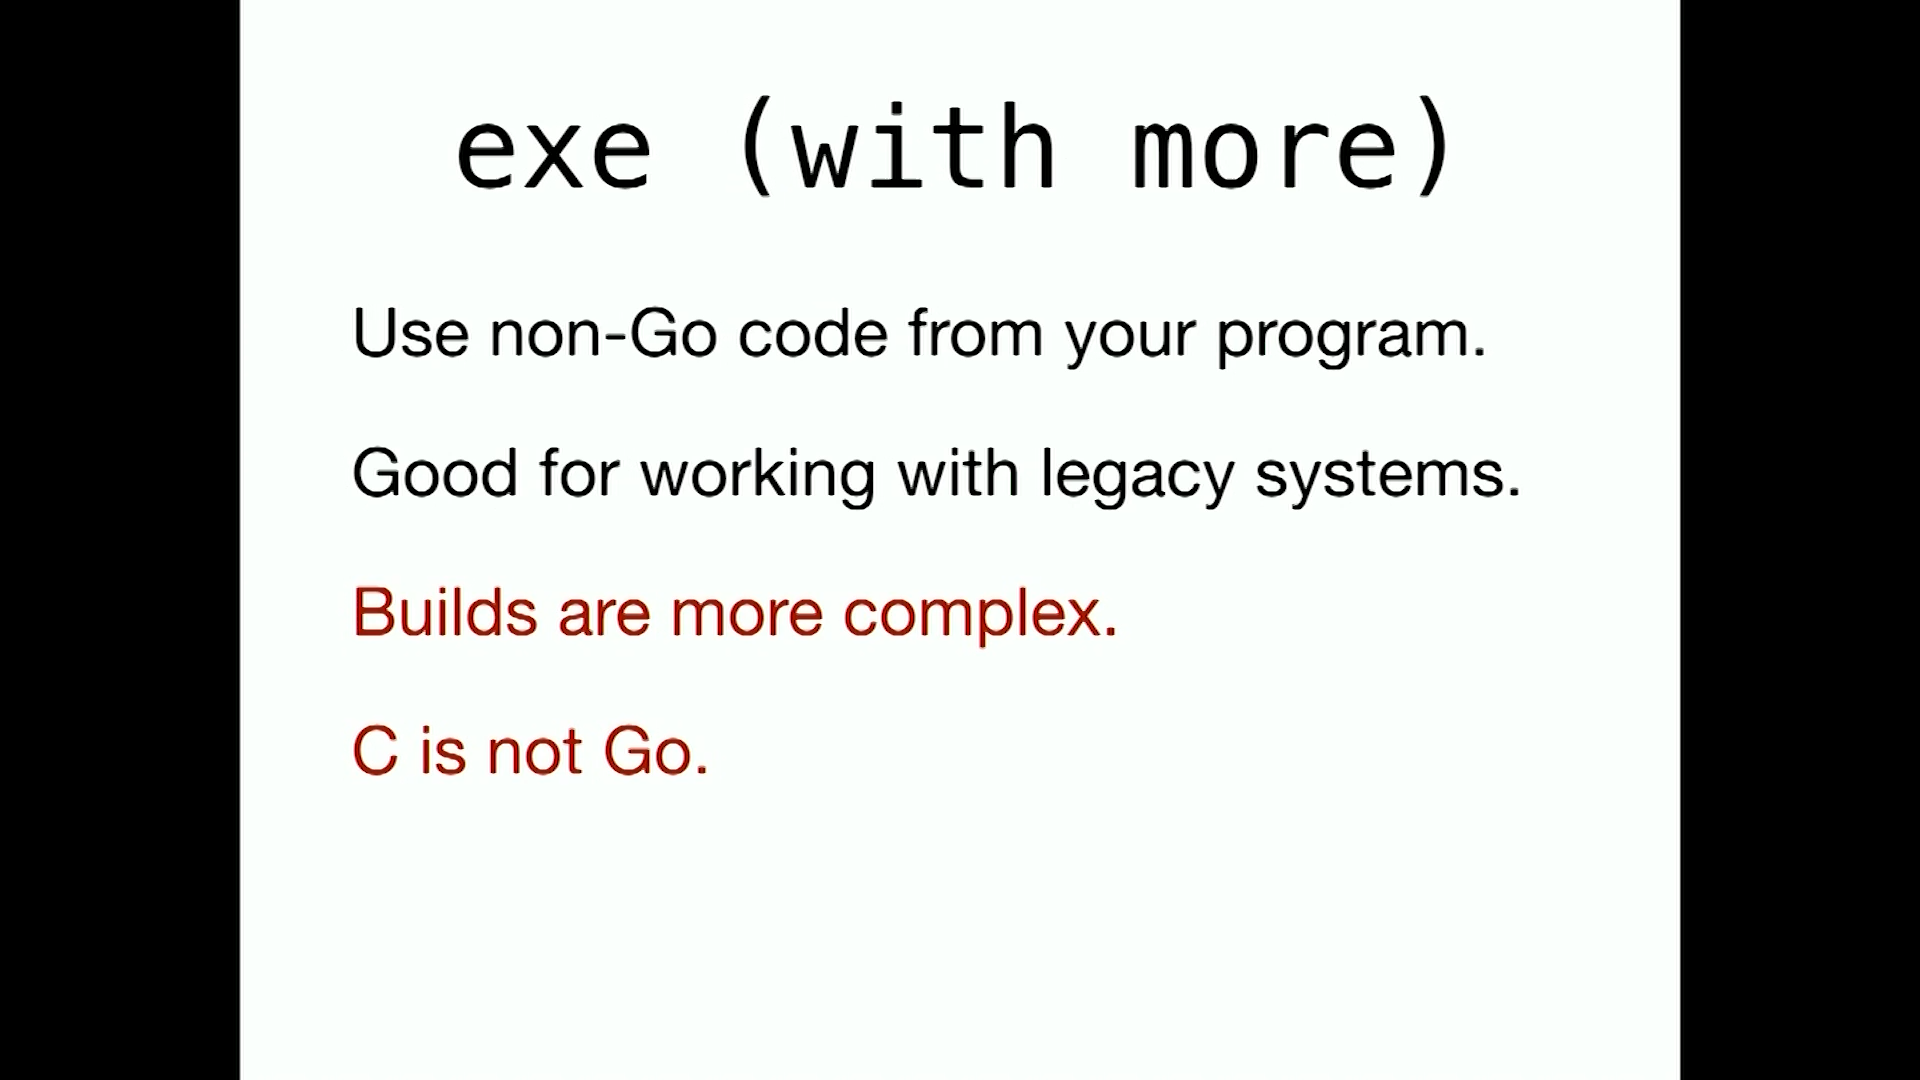 exe (with more)
Use non-Go code from your program.
Good for working with legacy systems.
Builds are more complex.
C is not Go.